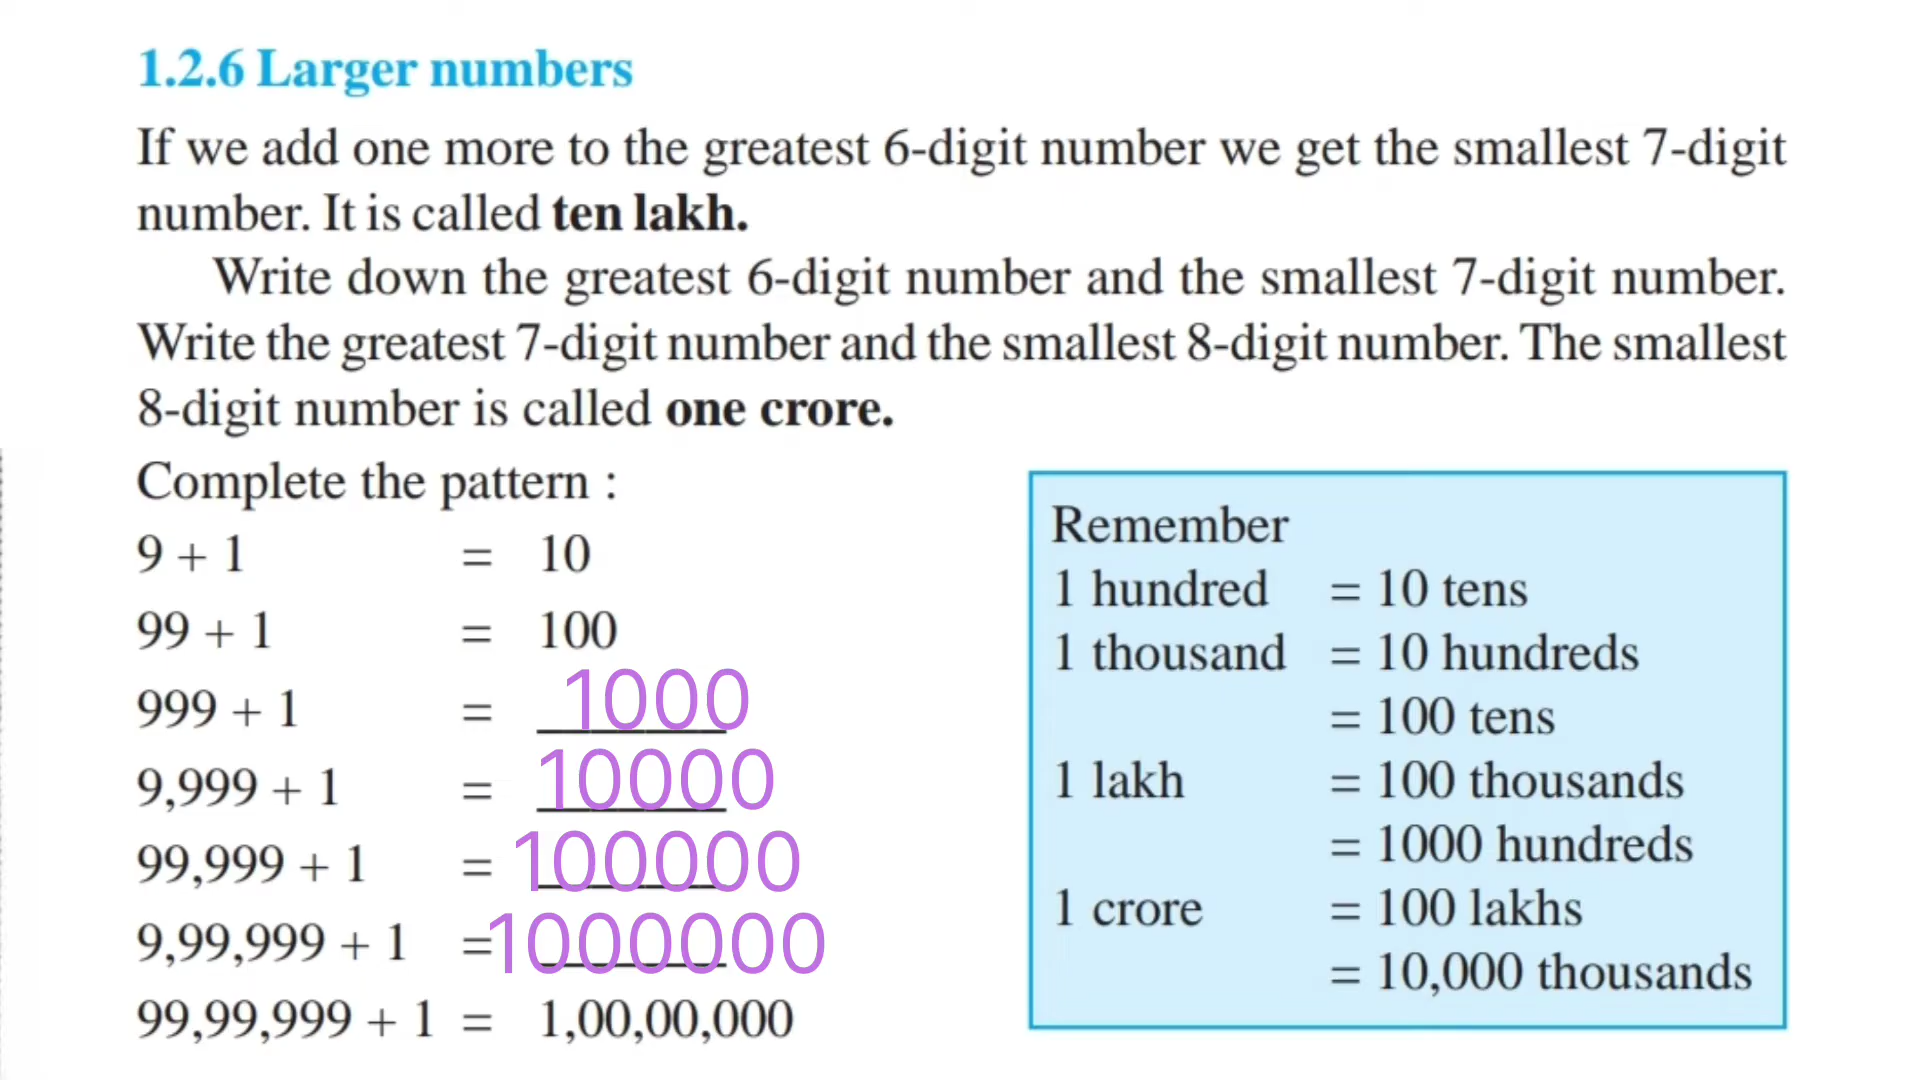 1.2.6 Larger numbers
If we add one more to the greatest 6-digit number we get the smallest 7-digit
number. It is called ten lakh.
Write down the greatest 6-digit number and the smallest 7-digit number.
Write the greatest 7-digit number and the smallest 8-digit number. The smallest
8-digit number is called one crore.
Complete the pattern :
9 + 1 = 10
99 + 1 = 100
999 + 1 = 1000
9,999 + 1 = 10000
99,999 + 1 = 100000
9,99,999 + 1 = 1000000
99,99,999 + 1 = 1,00,00,000
Remember
1 hundred = 10 tens
1 thousand = 10 hundreds
= 100 tens
1 lakh = 100 thousands
= 1000 hundreds
1 crore = 100 lakhs
= 10,000 thousands